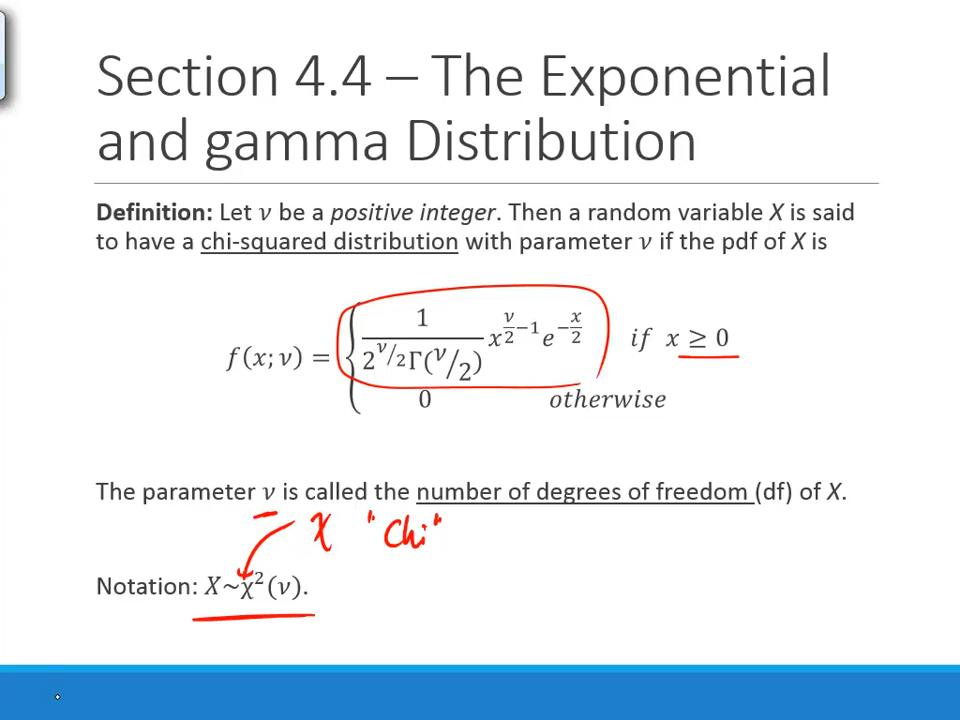 Section 4.4 – The Exponential
and gamma Distribution
Definition: Let ν be a positive integer. Then a random variable X is said
to have a chi-squared distribution with parameter ν if the pdf of X is
f(x; ν) = { 1 / (2^(ν/2) Γ(ν/2)) x^(ν/2 − 1) e^(−x/2) if x ≥ 0
0 otherwise
The parameter ν is called the number of degrees of freedom (df) of X.
χ "Chi"
Notation: X~χ²(ν).